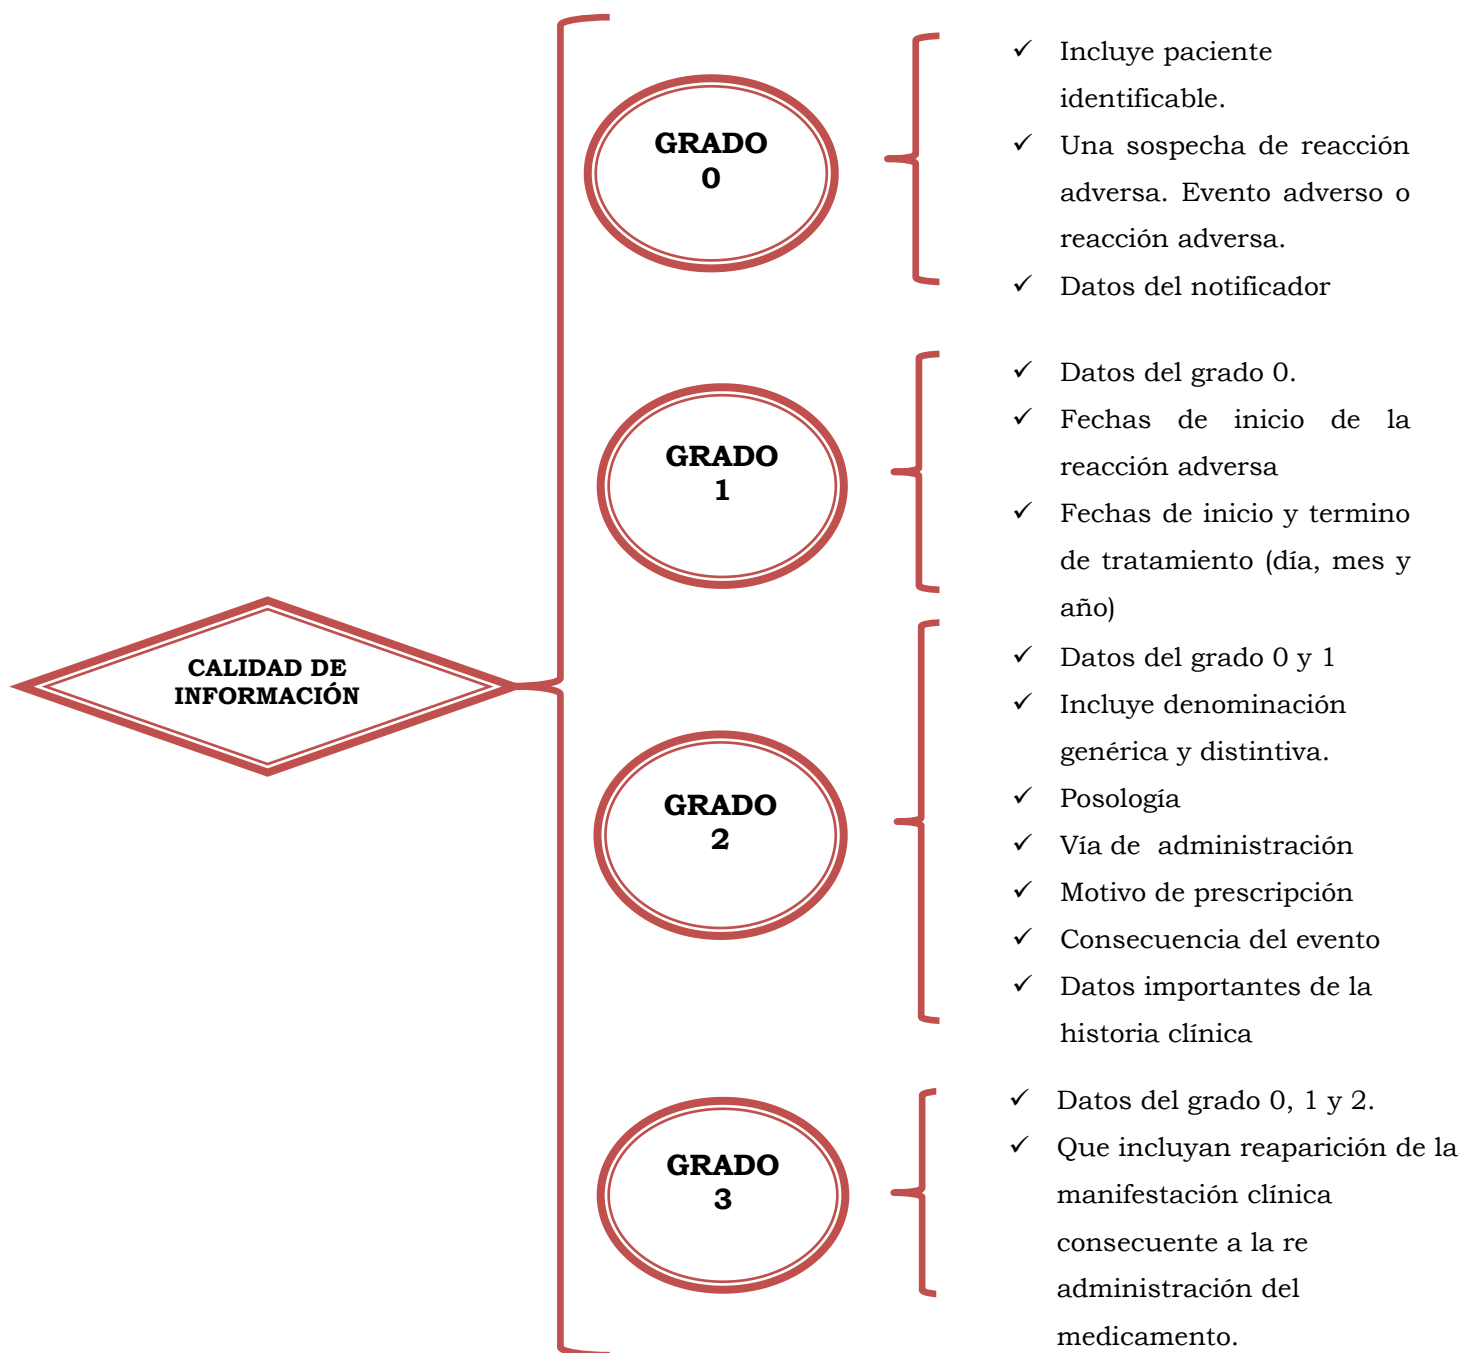 CALIDAD DE
INFORMACIÓN
GRADO
0
✓ Incluye paciente
identificable.
✓ Una sospecha de reacción
adversa. Evento adverso o
reacción adversa.
✓ Datos del notificador
GRADO
1
✓ Datos del grado 0.
✓ Fechas de inicio de la
reacción adversa
✓ Fechas de inicio y termino
de tratamiento (día, mes y
año)
GRADO
2
✓ Datos del grado 0 y 1
✓ Incluye denominación
genérica y distintiva.
✓ Posología
✓ Vía de administración
✓ Motivo de prescripción
✓ Consecuencia del evento
✓ Datos importantes de la
historia clínica
GRADO
3
✓ Datos del grado 0, 1 y 2.
✓ Que incluyan reaparición de la
manifestación clínica
consecuente a la re
administración del
medicamento.